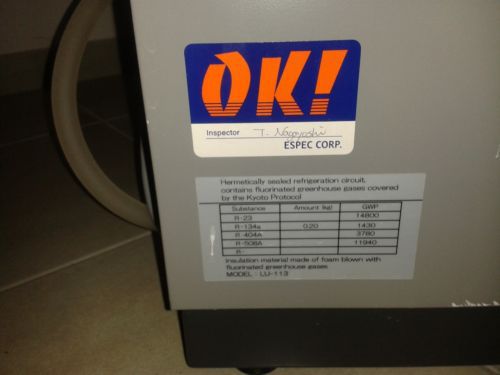 OK!
Inspector T. Nagayoshi
ESPEC CORP.
Hermetically sealed refrigeration circuit,
contains fluorinated greenhouse gases covered
by the Kyoto Protocol
Substance Amount (kg) GWP
R-23 14800
R-134a 0.20 1430
R-404A 3780
R-508A 11940
R-
insulation material made of foam blown with
fluorinated greenhouse gases
MODEL : LU-113